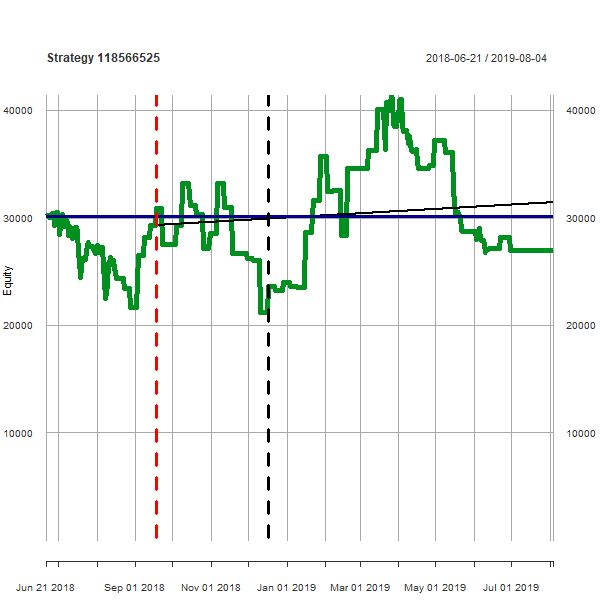 Strategy 118566525
2018-06-21 / 2019-08-04
40000
40000
30000
30000
Equity
20000
20000
10000
10000
Jun 21 2018
Sep 01 2018
Nov 01 2018
Jan 01 2019
Mar 01 2019
May 01 2019
Jul 01 2019